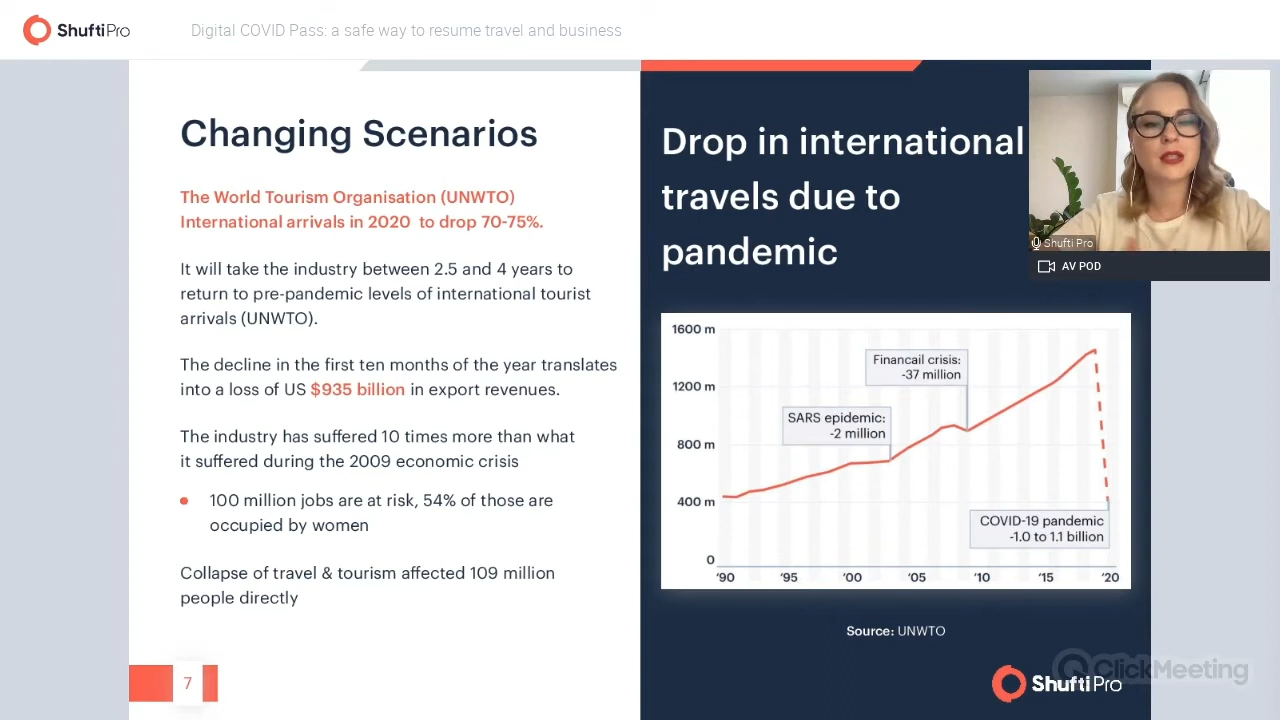 ShuftiPro
Digital COVID Pass: a safe way to resume travel and business
Changing Scenarios
The World Tourism Organisation (UNWTO)
International arrivals in 2020 to drop 70-75%.
It will take the industry between 2.5 and 4 years to
return to pre-pandemic levels of international tourist
arrivals (UNWTO).
The decline in the first ten months of the year translates
into a loss of US $935 billion in export revenues.
The industry has suffered 10 times more than what
it suffered during the 2009 economic crisis
100 million jobs are at risk, 54% of those are
occupied by women
Collapse of travel & tourism affected 109 million
people directly
7
Drop in international
travels due to
pandemic
Shufti Pro
AV POD
1600 m
1200 m
800 m
400 m
0
Financail crisis:
-37 million
SARS epidemic:
-2 million
COVID-19 pandemic
-1.0 to 1.1 billion
'90 '95 '00 '05 '10 '15 '20
Source: UNWTO
ClickMeeting
ShuftiPro